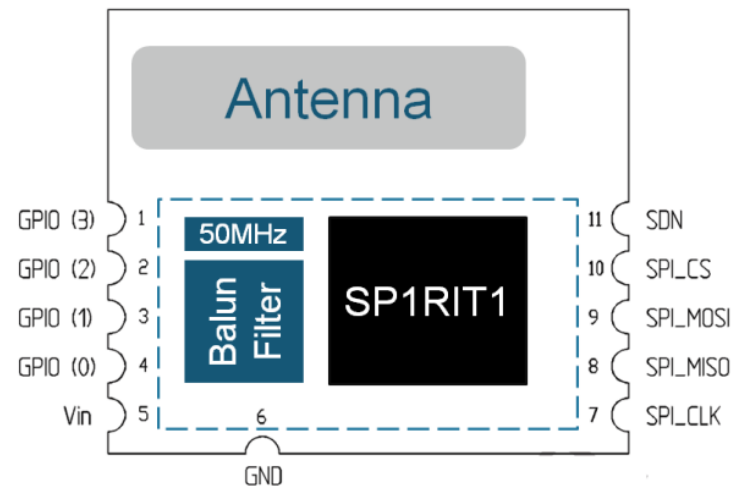 Antenna
GPIO (3) 1 50MHz 11 SDN
GPIO (2) 2 10 SPI_CS
Balun
Filter
SP1RIT1
GPIO (1) 3 9 SPI_MOSI
GPIO (0) 4 8 SPI_MISO
Vin 5 6 7 SPI_CLK
GND